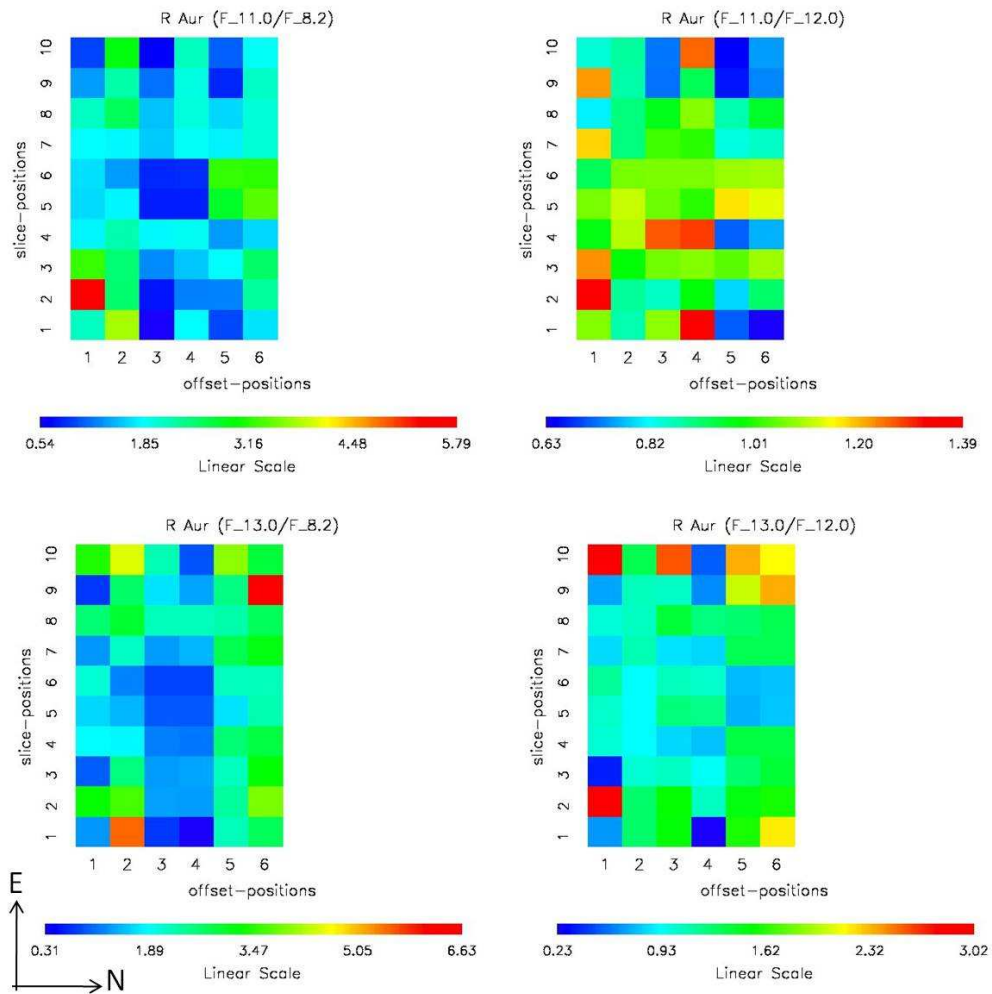 R Aur (F_11.0/F_8.2)
10
9
8
7
6
5
4
3
2
1
slice-positions
1 2 3 4 5 6
offset-positions
0.54 1.85 3.16 4.48 5.79
Linear Scale
R Aur (F_11.0/F_12.0)
10
9
8
7
6
5
4
3
2
1
slice-positions
1 2 3 4 5 6
offset-positions
0.63 0.82 1.01 1.20 1.39
Linear Scale
R Aur (F_13.0/F_8.2)
10
9
8
7
6
5
4
3
2
1
slice-positions
1 2 3 4 5 6
offset-positions
E
N
0.31 1.89 3.47 5.05 6.63
Linear Scale
R Aur (F_13.0/F_12.0)
10
9
8
7
6
5
4
3
2
1
slice-positions
1 2 3 4 5 6
offset-positions
0.23 0.93 1.62 2.32 3.02
Linear Scale